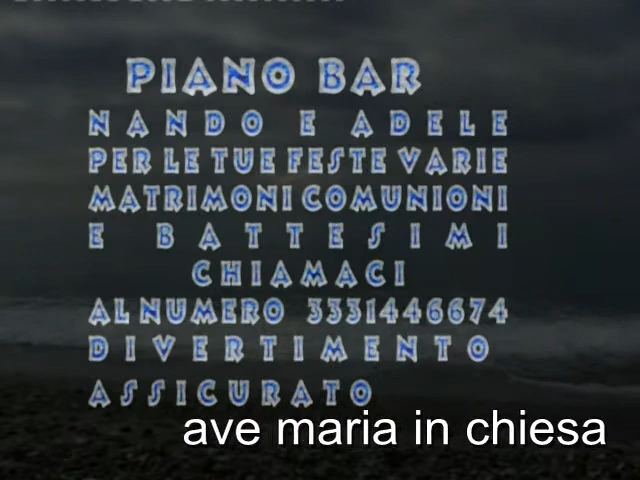 PIANO BAR
NANDO E ADELE
PER LE TUE FESTE VARIE
MATRIMONI COMUNIONI
E BATTESIMI
CHIAMACI
AL NUMERO 3331446674
DIVERTIMENTO
ASSICURATO
ave maria in chiesa